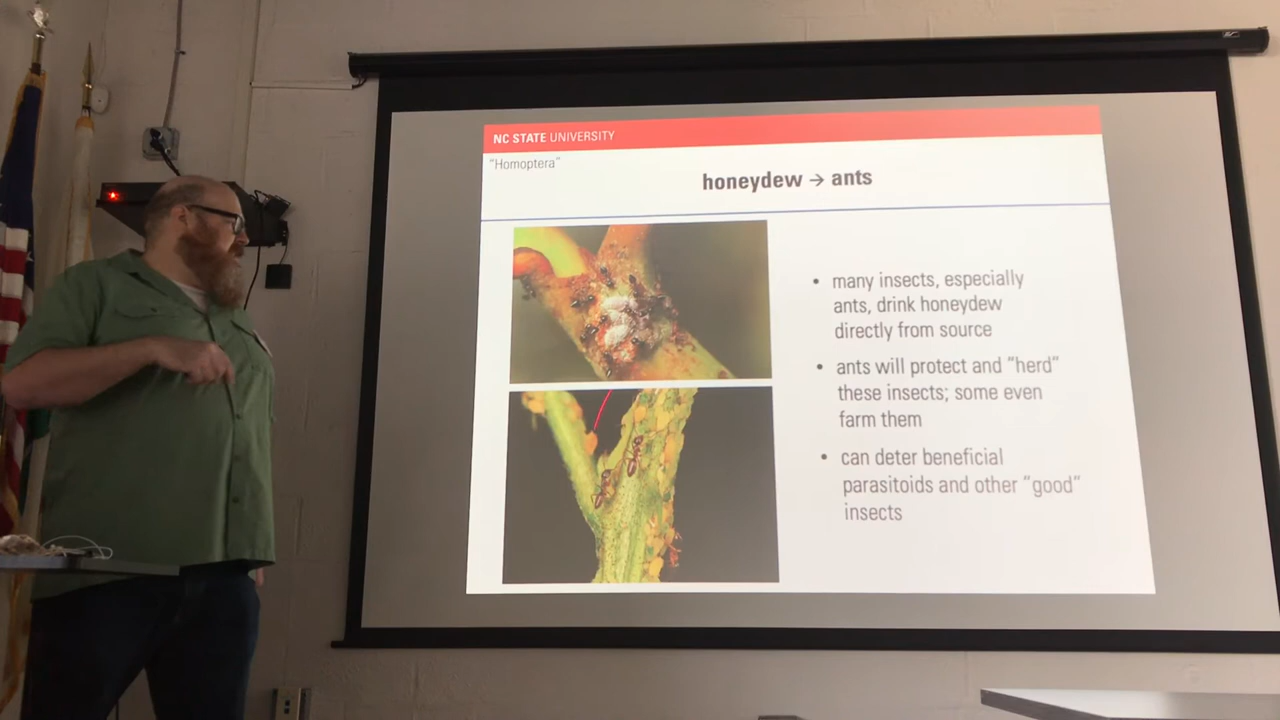 NC STATE UNIVERSITY
"Homoptera"
honeydew → ants
• many insects, especially
ants, drink honeydew
directly from source
• ants will protect and "herd"
these insects; some even
farm them
• can deter beneficial
parasitoids and other "good"
insects